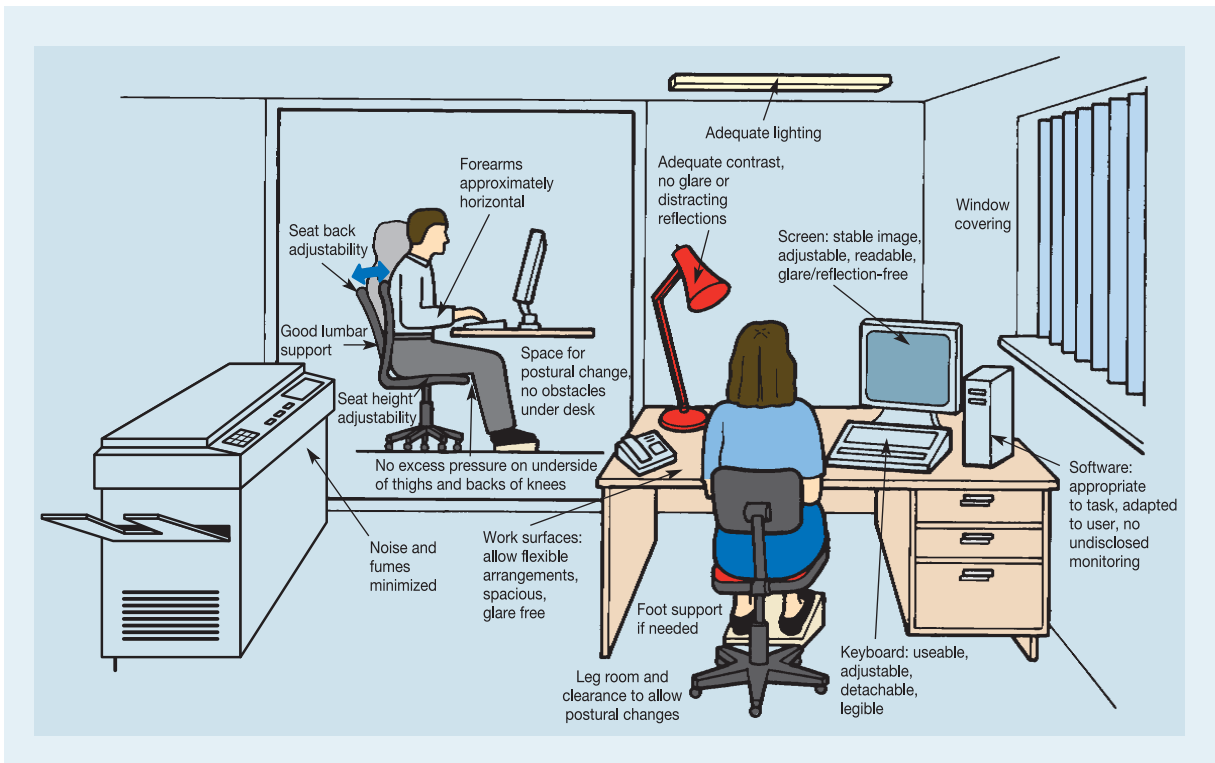 Adequate lighting
Forearms
approximately
horizontal
Adequate contrast,
no glare or
distracting
reflections
Window
covering
Seat back
adjustability
Screen: stable image,
adjustable, readable,
glare/reflection-free
Good lumbar
support
Space for
postural change,
no obstacles
under desk
Seat height
adjustability
No excess pressure on underside
of thighs and backs of knees
Software:
appropriate
to task, adapted
to user, no
undisclosed
monitoring
Noise and
fumes
minimized
Work surfaces:
allow flexible
arrangements,
spacious,
glare free
Foot support
if needed
Keyboard: useable,
adjustable,
detachable,
legible
Leg room and
clearance to allow
postural changes